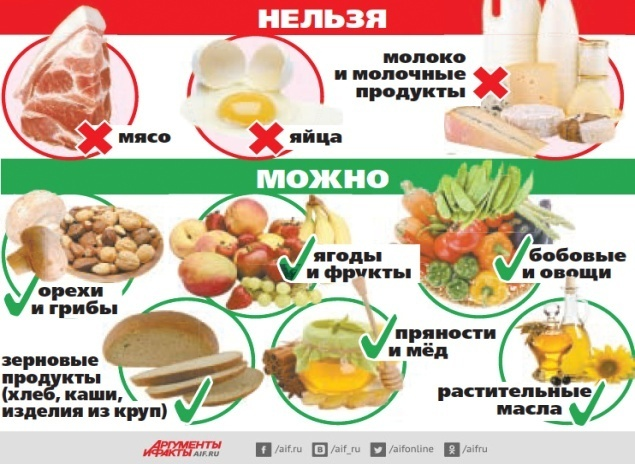 НЕЛЬЗЯ
мясо
яйца
молоко
и молочные
продукты
МОЖНО
орехи
и грибы
ягоды
и фрукты
бобовые
и овощи
зерновые
продукты
(хлеб, каши,
изделия из круп)
пряности
и мёд
растительные
масла
АРГУМЕНТЫ
И ФАКТЫ AIF.RU
/aif.ru
/aif_ru
/aifonline
/aifru